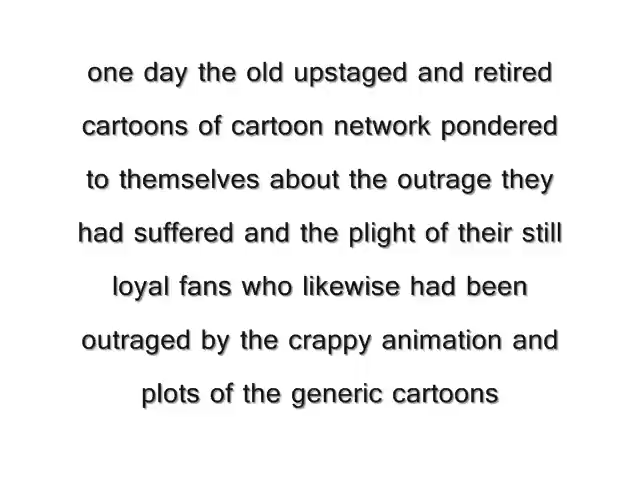 one day the old upstaged and retired
cartoons of cartoon network pondered
to themselves about the outrage they
had suffered and the plight of their still
loyal fans who likewise had been
outraged by the crappy animation and
plots of the generic cartoons